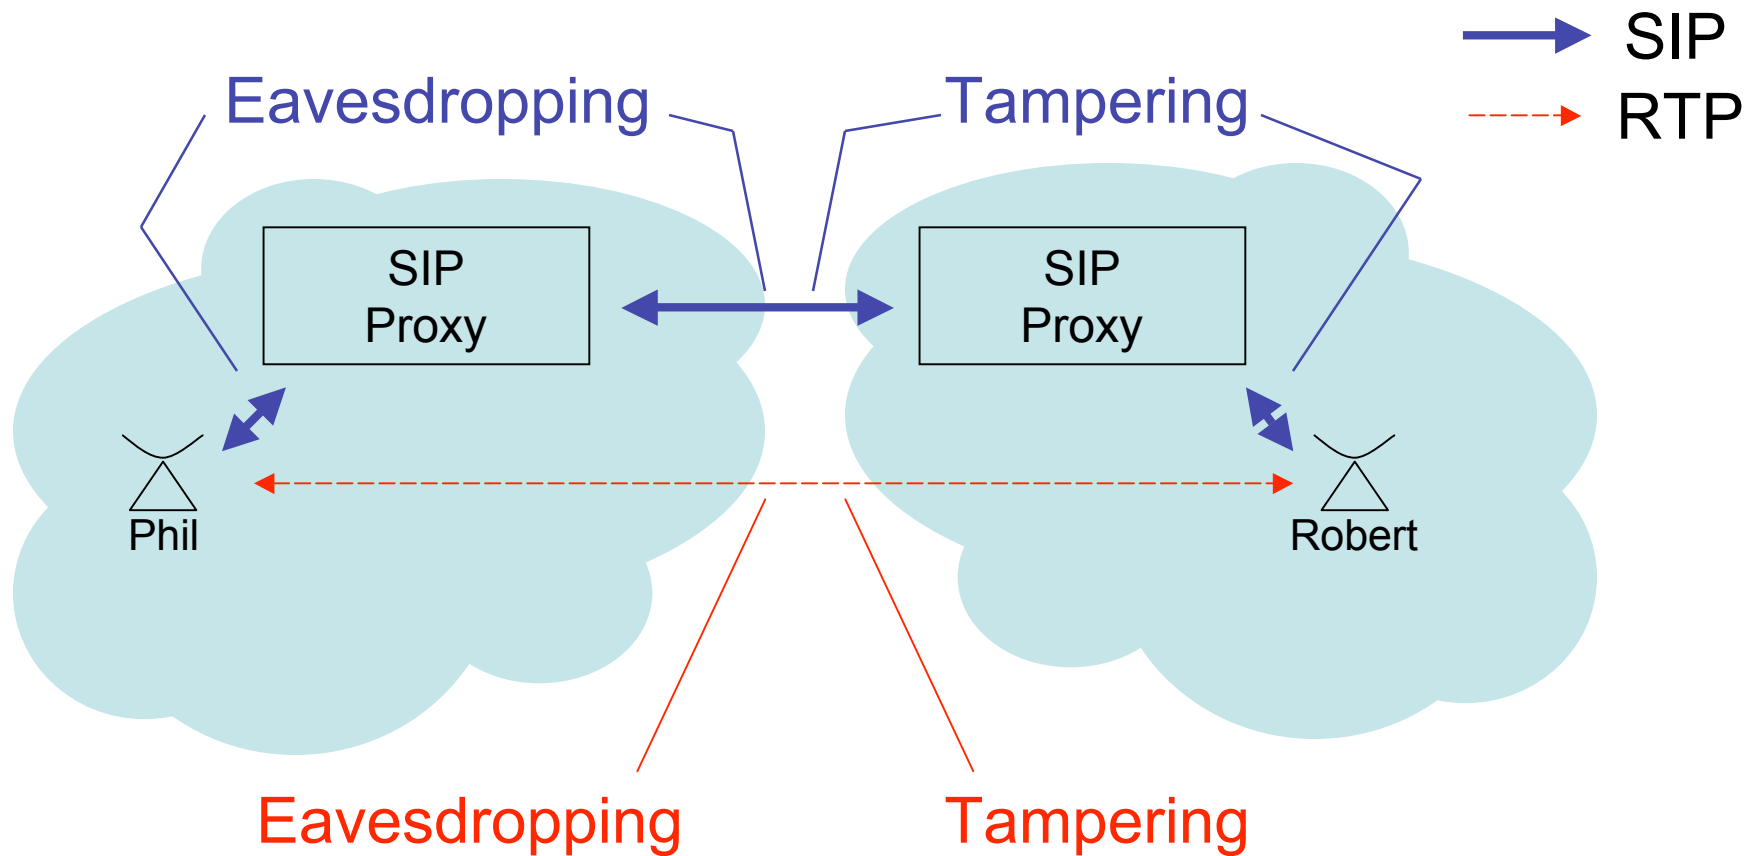 SIP
RTP
Eavesdropping
Tampering
SIP
Proxy
SIP
Proxy
Phil
Robert
Eavesdropping
Tampering